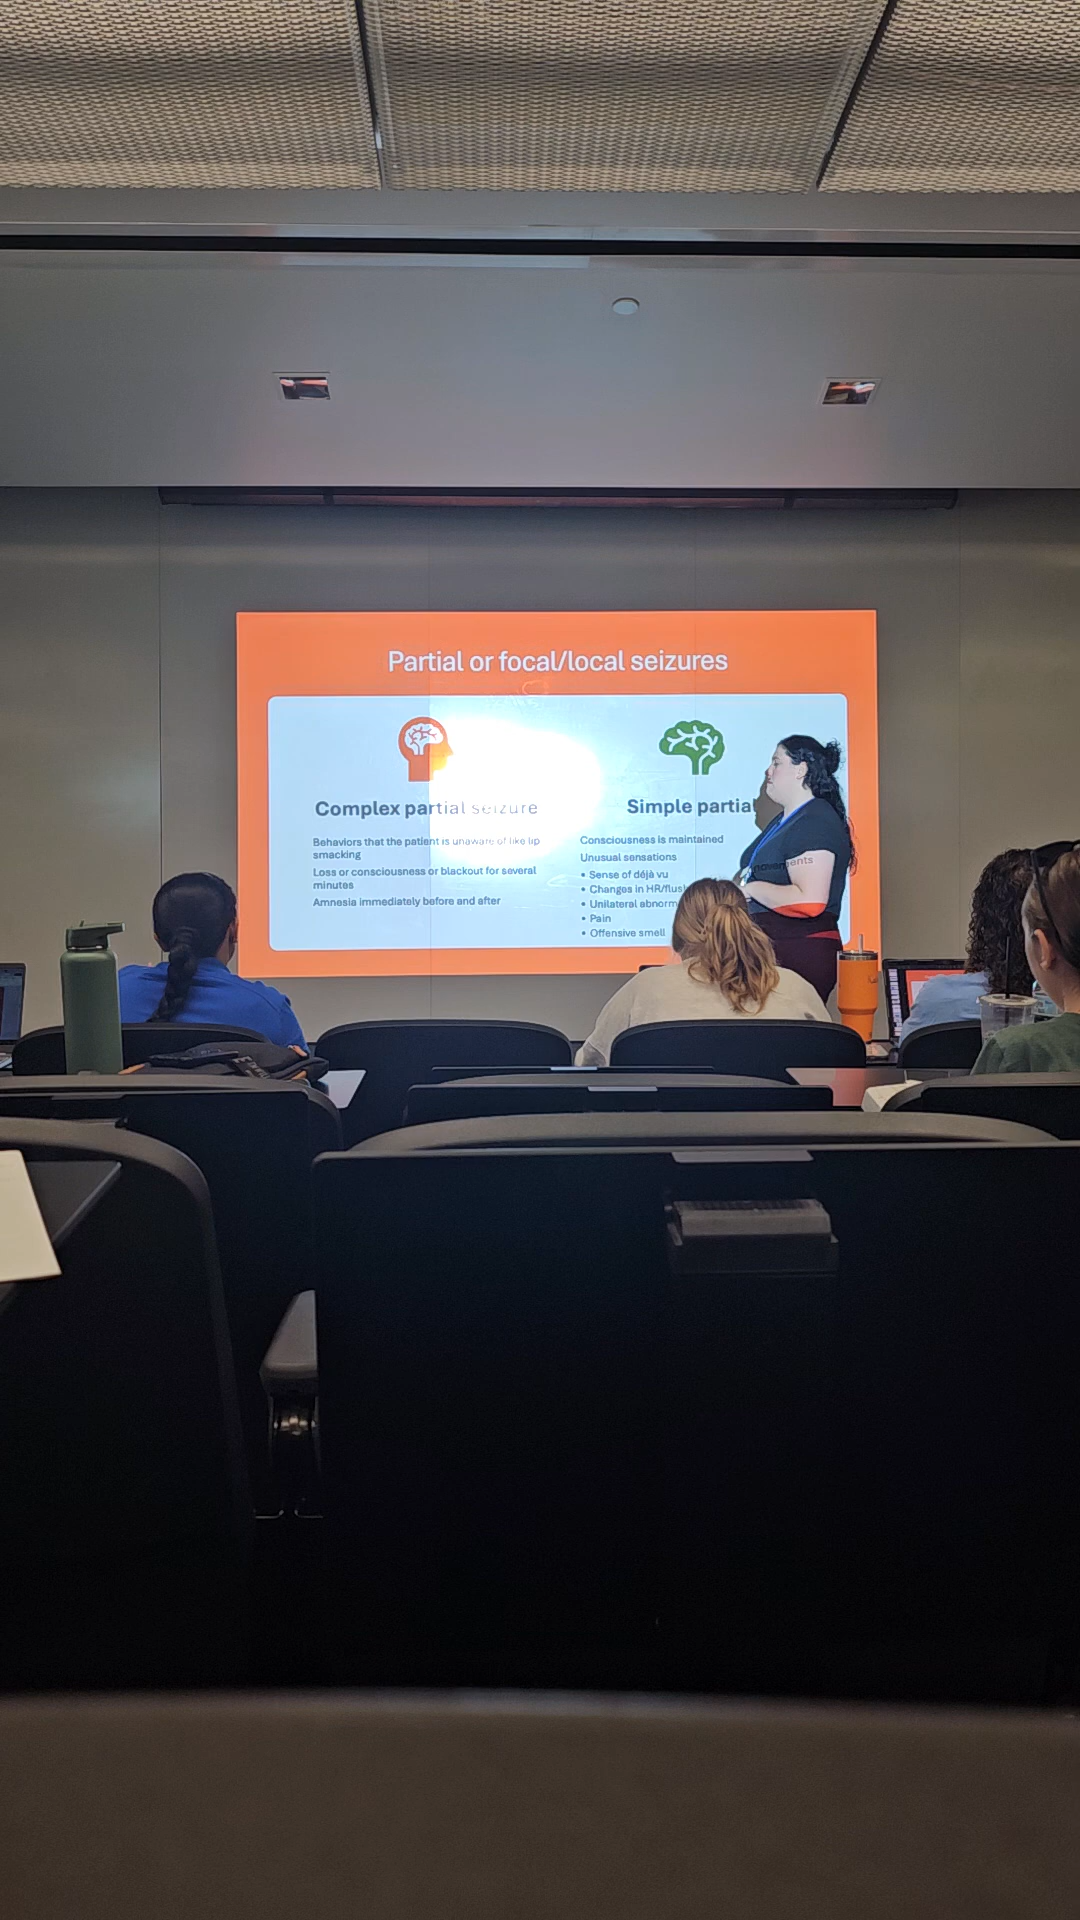 Partial or focal/local seizures
Complex partial seizure
Behaviors that the patient is unaware of like lip
smacking
Loss or consciousness or blackout for several
minutes
Amnesia immediately before and after
Simple partial
Consciousness is maintained
Unusual sensations
• Sense of déjà vu
• Changes in HR/flush
• Unilateral abnorm
movements
• Pain
• Offensive smell